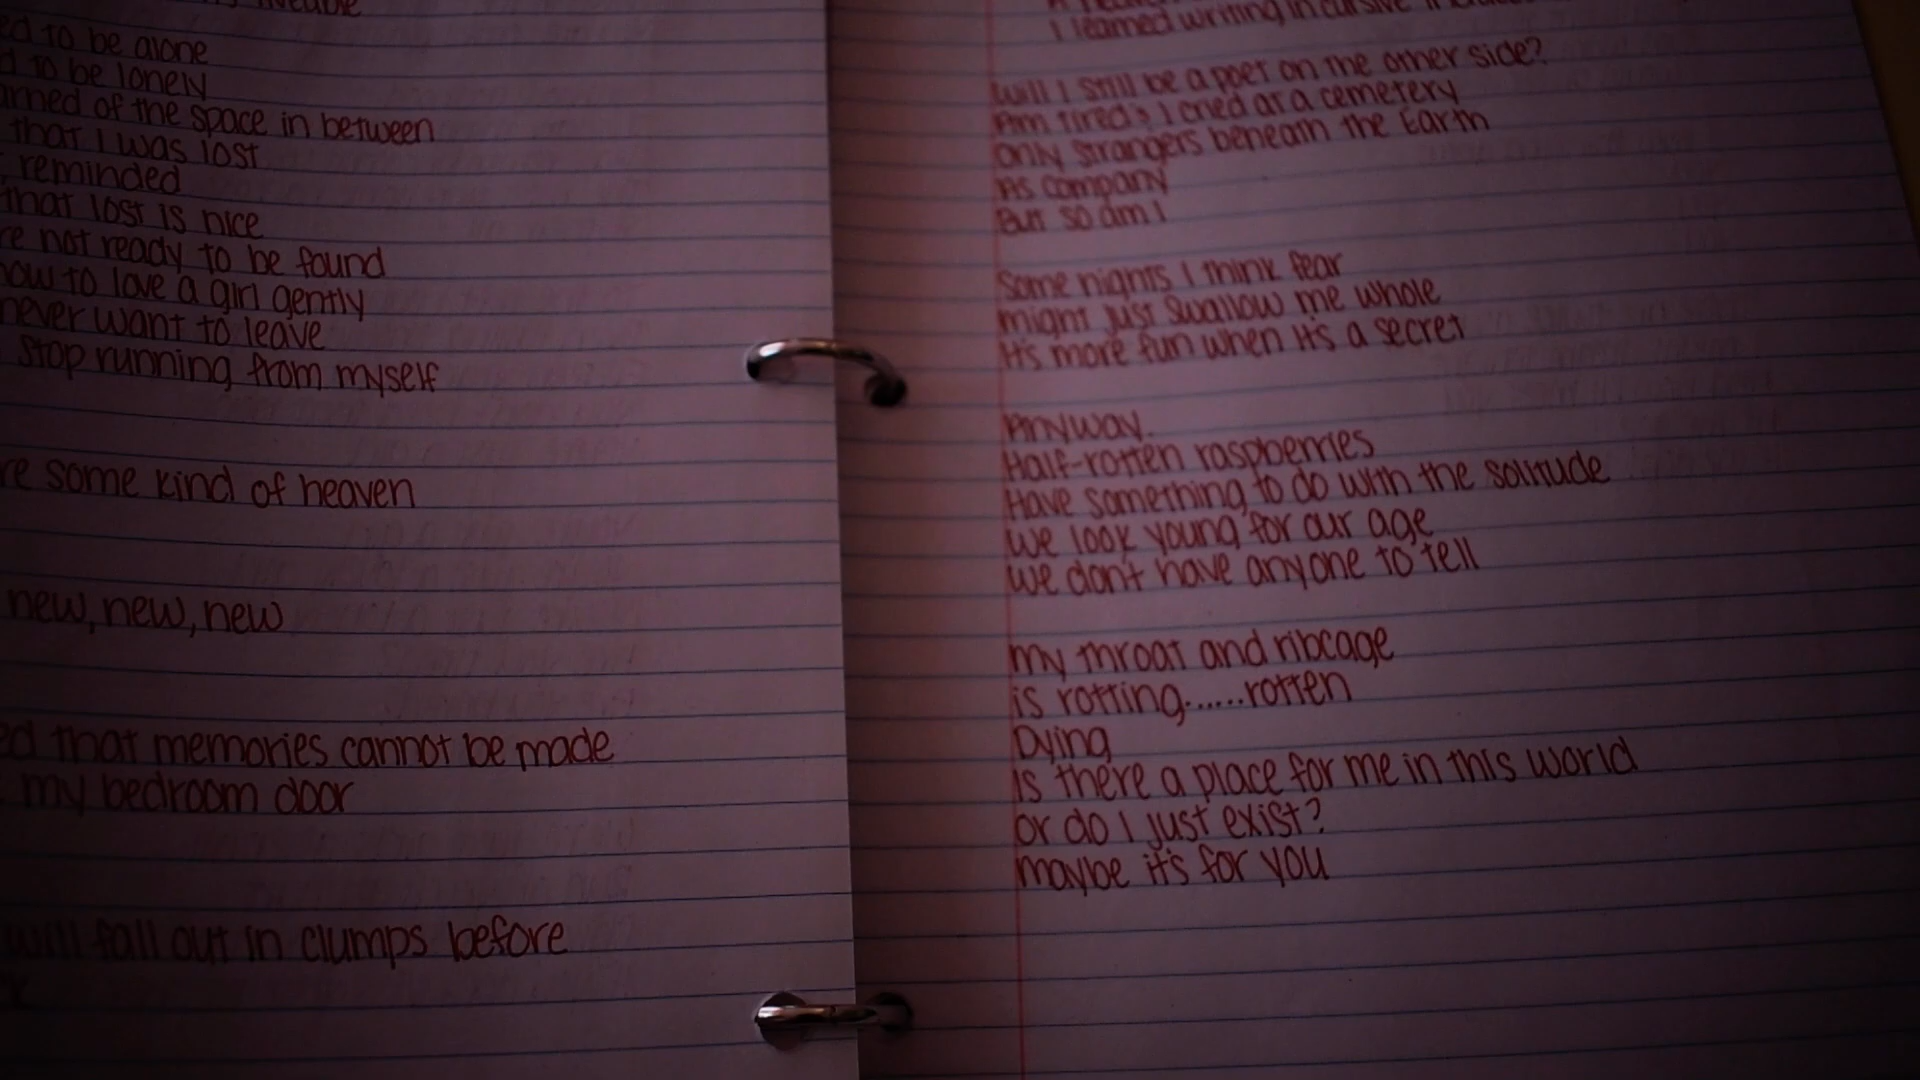 liveable
ed to be alone
d to be lonely
amed of the space in between
that I was lost
reminded
that lost is nice
re not ready to be found
how to love a girl gently
never want to leave
Stop running from myself
re some kind of heaven
new, new, new
ed that memories cannot be made
my bedroom door
will fall out in clumps before
I learned writing in cursive
Will I still be a poet on the other side?
Am tired, I cried at a cemetery
Only strangers beneath the Earth
As company
But so am I
Some nights I think fear
might just swallow me whole
It's more fun when it's a secret
Anyway.
Half-rotten raspberries
Have something to do with the solitude
We look young for our age
We don't have anyone to tell
My throat and ribcage
is rotting......rotten
Dying
Is there a place for me in this world
or do I just exist?
Maybe it's for you